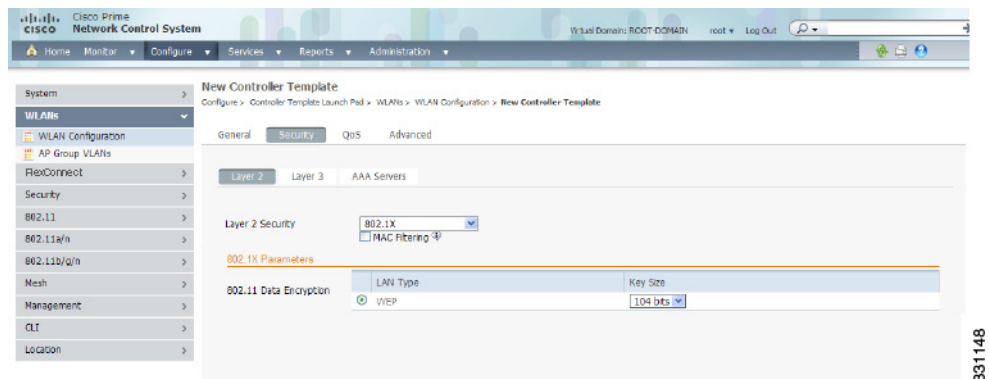 Cisco Prime
CISCO Network Control System
Virtual Domain: ROOT-DOMAIN root Log Out
Home Monitor Configure Services Reports Administration
System
WLANs
WLAN Configuration
AP Group VLANs
FlexConnect
Security
802.11
802.11a/n
802.11b/g/n
Mesh
Management
CLI
Location
New Controller Template
Configure > Controller Template Launch Pad > WLANs > WLAN Configuration > New Controller Template
General Security QoS Advanced
Layer 2 Layer 3 AAA Servers
Layer 2 Security 802.1X
MAC Filtering
802.1X Parameters
802.11 Data Encryption
LAN Type Key Size
WEP 104 bits
331148